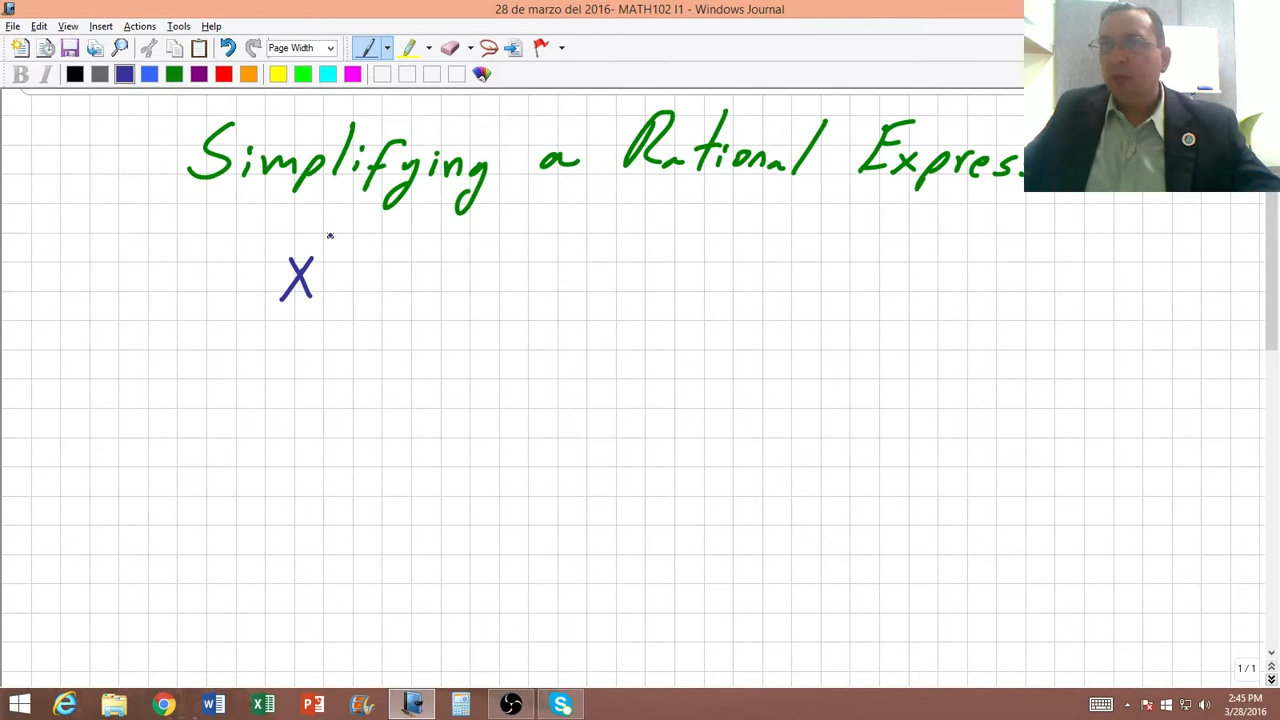 28 de marzo del 2016- MATH102 I1 - Windows Journal
File Edit View Insert Actions Tools Help
Page Width
B I
Simplifying a Rational Express
X
1 / 1
2:45 PM
3/28/2016